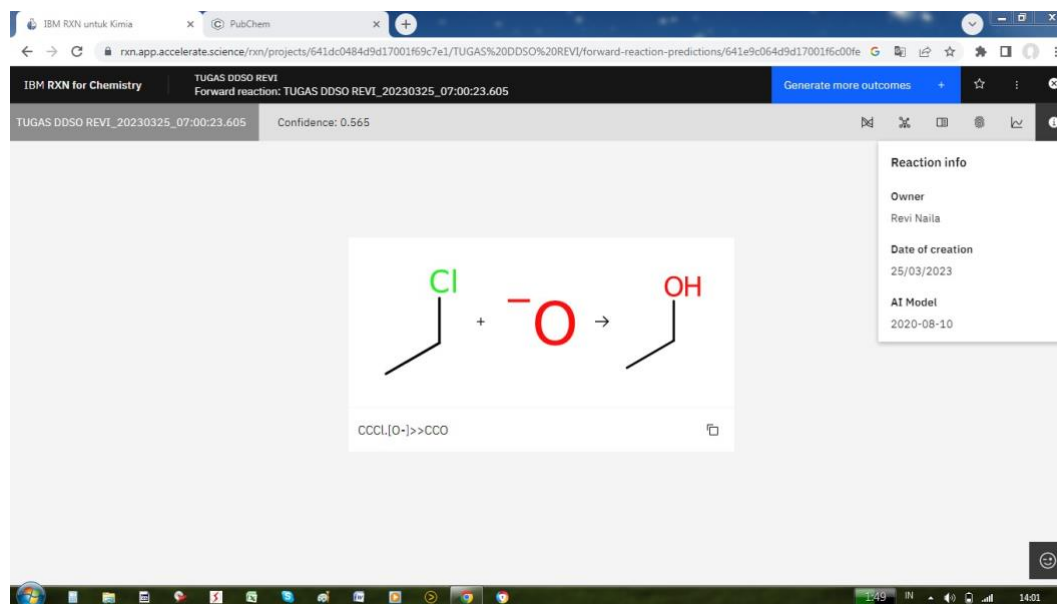 IBM RXN untuk Kimia
PubChem
rxn.app.accelerate.science/rxn/projects/641dc0484d9d17001f69c7e1/TUGAS%20DDSO%20REVI/forward-reaction-predictions/641e9c064d9d17001f6c00fe
IBM RXN for Chemistry
TUGAS DDSO REVI
Forward reaction: TUGAS DDSO REVI_20230325_07:00:23.605
Generate more outcomes +
TUGAS DDSO REVI_20230325_07:00:23.605
Confidence: 0.565
Reaction info
Owner
Revi Naila
Date of creation
25/03/2023
AI Model
2020-08-10
Cl
+
−O
→
OH
CCCl.[O-]>>CCO
1:49 IN 14:01